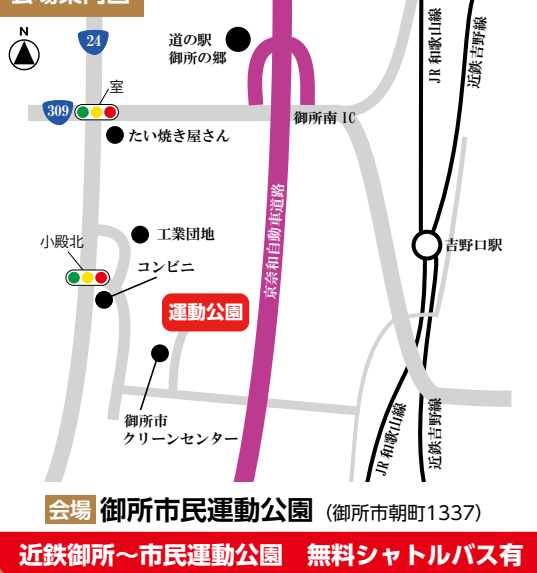 会場案内図
N
24
道の駅
御所の郷
JR 和歌山線
近鉄吉野線
室
309
御所南 IC
たい焼き屋さん
京奈和自動車道路
工業団地
小殿北
コンビニ
吉野口駅
運動公園
御所市
クリーンセンター
JR 和歌山線
近鉄吉野線
会場 御所市民運動公園（御所市朝町1337）
近鉄御所～市民運動公園 無料シャトルバス有